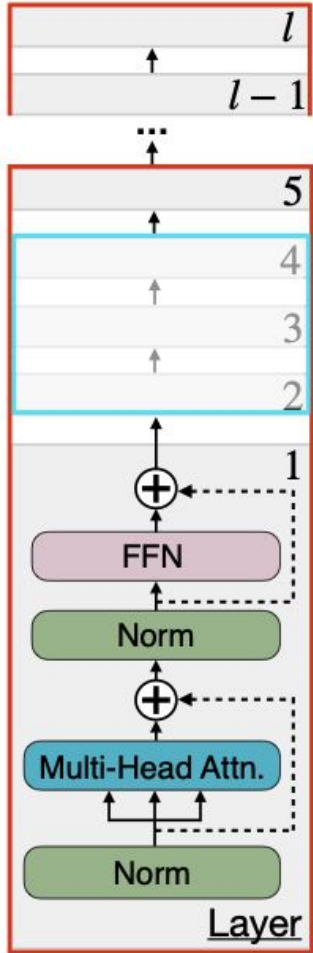 l
l − 1
...
5
4
3
2
1
FFN
Norm
Multi-Head Attn.
Norm
Layer